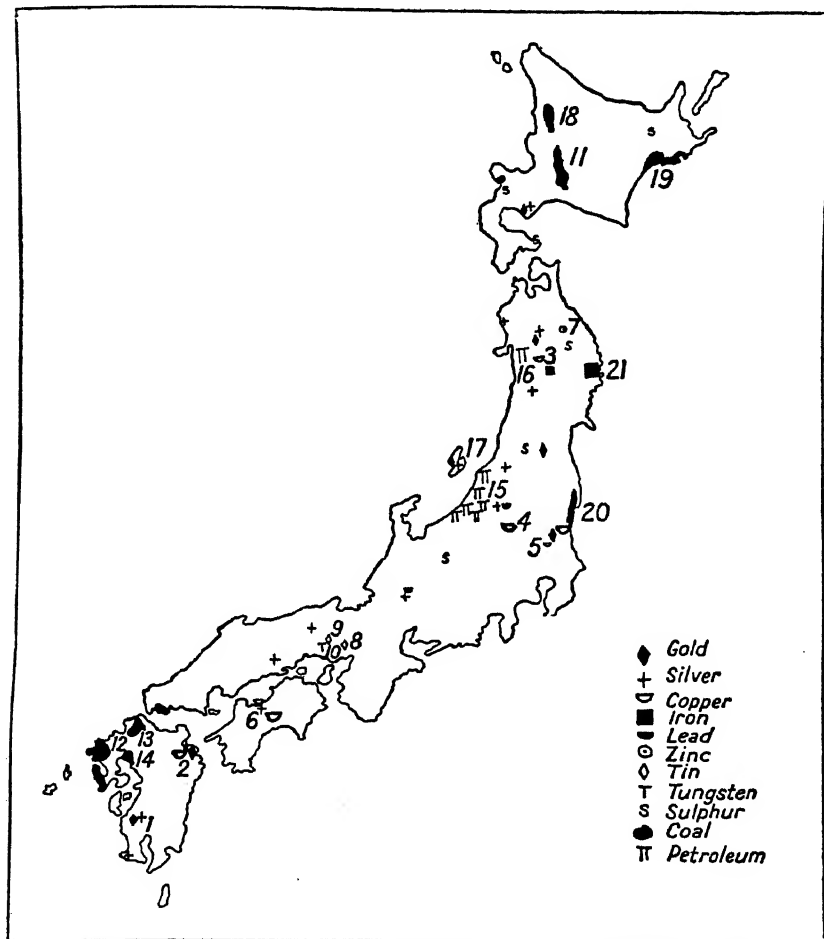 18
11
19
S
S
S
7
S
3
16
21
17
S
15
20
4
5
S
9
8
10
T
6
12
13
14
2
1
Gold
Silver
Copper
Iron
Lead
Zinc
Tin
T Tungsten
S Sulphur
Coal
Petroleum